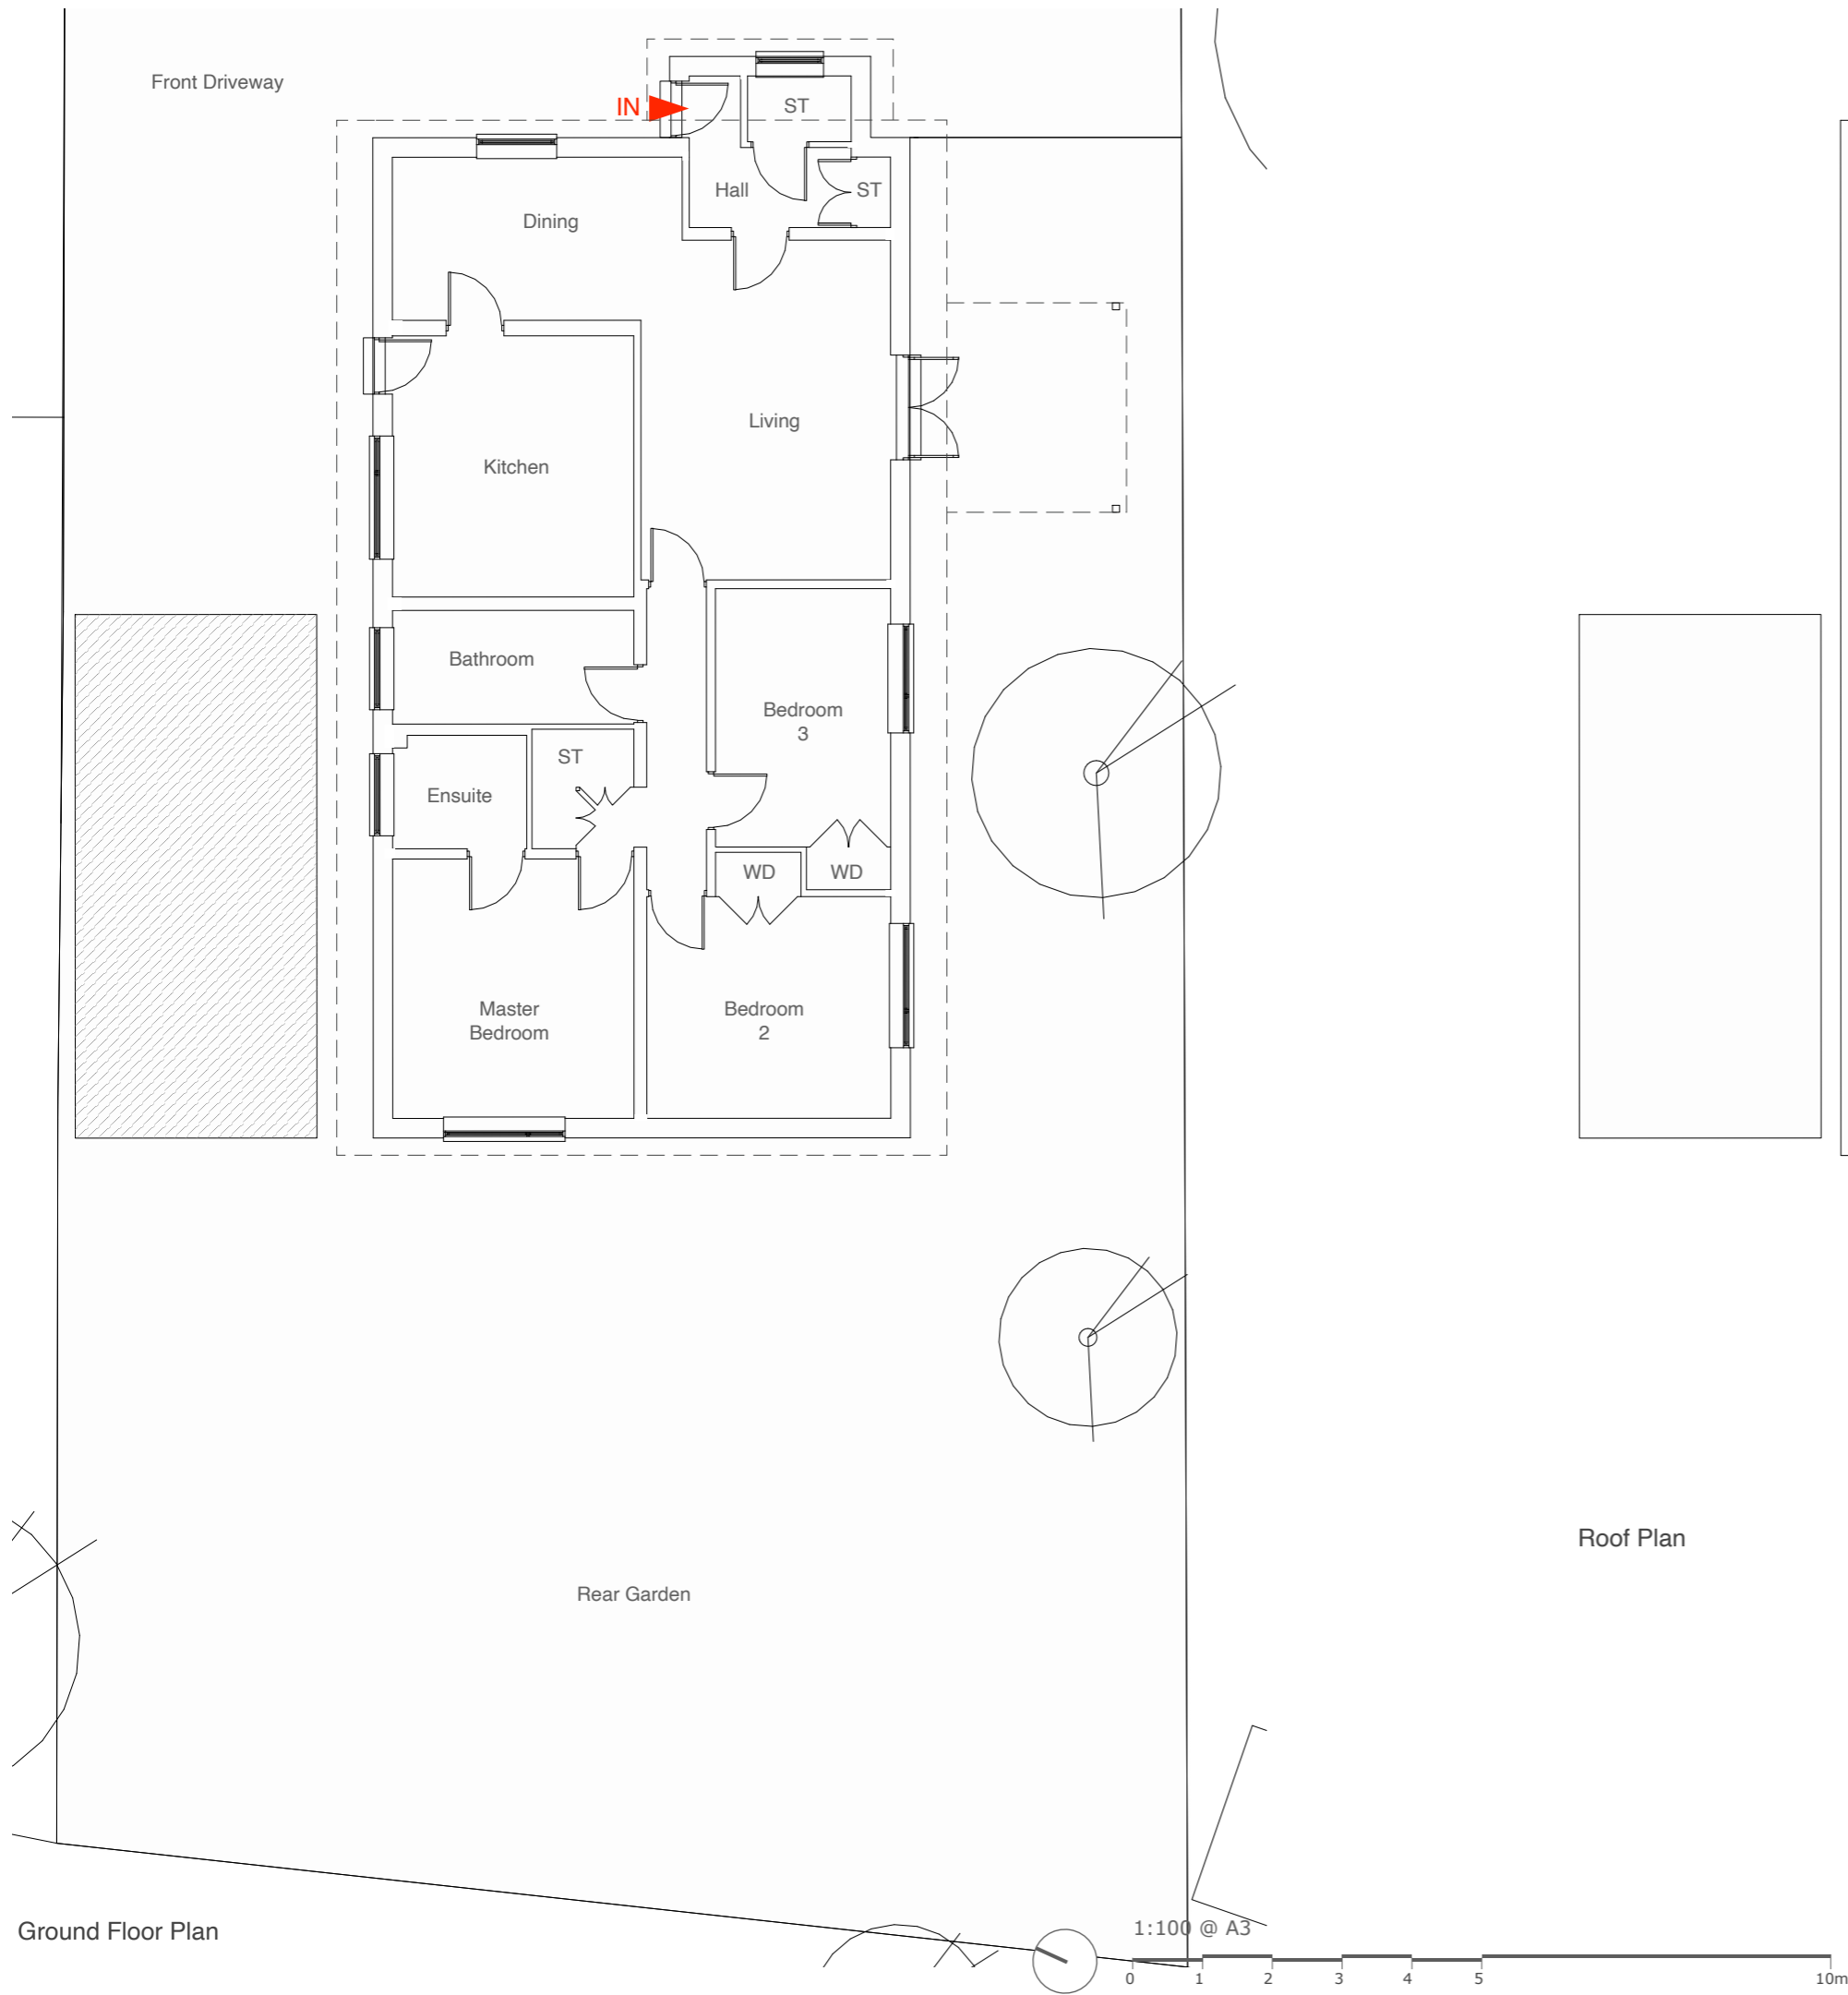 Front Driveway
IN
ST
Hall
ST
Dining
Living
Kitchen
Bathroom
Bedroom
3
ST
Ensuite
WD
WD
Master
Bedroom
Bedroom
2
Roof Plan
Rear Garden
Ground Floor Plan
1:100 @ A3
0 1 2 3 4 5 10m